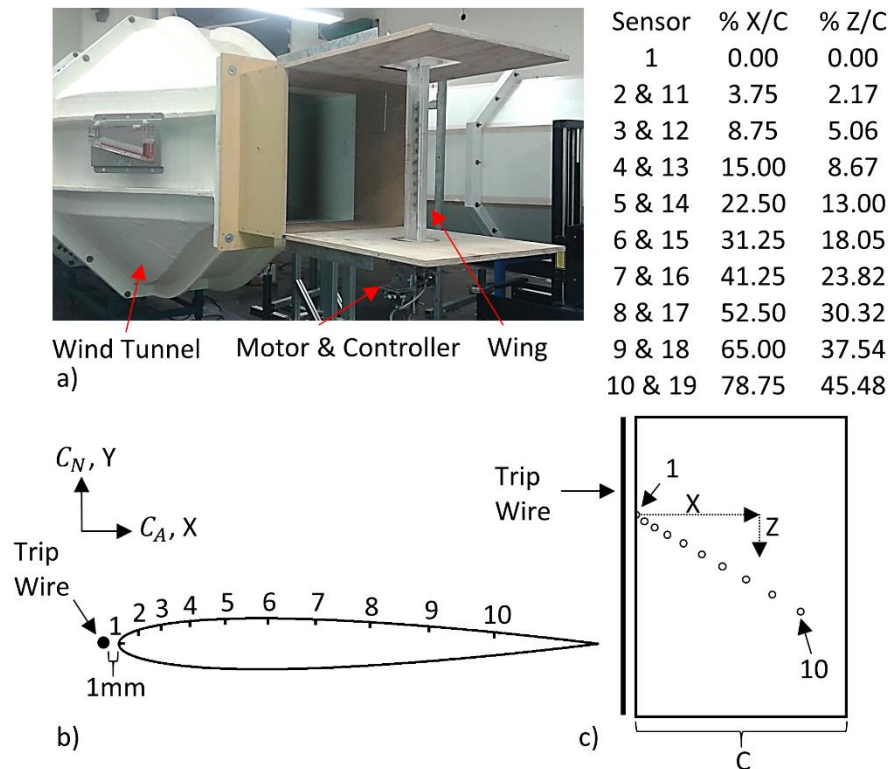 Sensor % X/C % Z/C
1 0.00 0.00
2 & 11 3.75 2.17
3 & 12 8.75 5.06
4 & 13 15.00 8.67
5 & 14 22.50 13.00
6 & 15 31.25 18.05
7 & 16 41.25 23.82
8 & 17 52.50 30.32
9 & 18 65.00 37.54
10 & 19 78.75 45.48
Wind Tunnel Motor & Controller Wing
a)
C_N, Y
C_A, X
Trip
Wire
1 2 3 4 5 6 7 8 9 10
1mm
b)
Trip
Wire
1
X
Z
10
c)
C